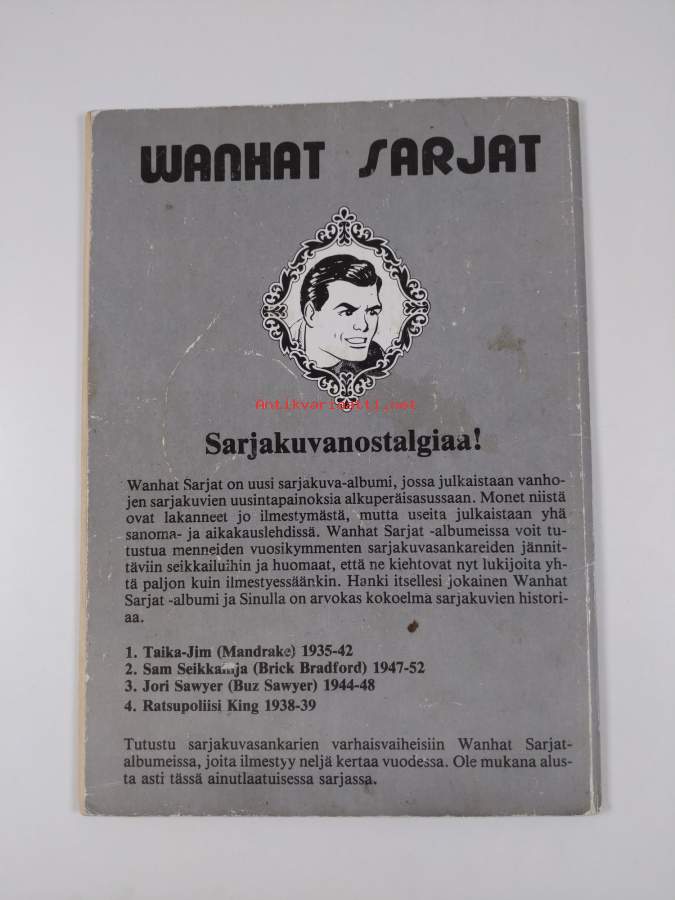 WANHAT SARJAT
Antikvariaatti.net
Sarjakuvanostalgiaa!
Wanhat Sarjat on uusi sarjakuva-albumi, jossa julkaistaan vanho-
jen sarjakuvien uusintapainoksia alkuperäisasussaan. Monet niistä
ovat lakanneet jo ilmestymästä, mutta useita julkaistaan yhä
sanoma- ja aikakauslehdissä. Wanhat Sarjat -albumeissa voit tu-
tustua menneiden vuosikymmenten sarjakuvasankareiden jännit-
täviin seikkailuihin ja huomaat, että ne kiehtovat nyt lukijoita yh-
tä paljon kuin ilmestyessäänkin. Hanki itsellesi jokainen Wanhat
Sarjat -albumi ja Sinulla on arvokas kokoelma sarjakuvien histori-
aa.
1. Taika-Jim (Mandrake) 1935-42
2. Sam Seikkailija (Brick Bradford) 1947-52
3. Jori Sawyer (Buz Sawyer) 1944-48
4. Ratsupoliisi King 1938-39
Tutustu sarjakuvasankarien varhaisvaiheisiin Wanhat Sarjat-
albumeissa, joita ilmestyy neljä kertaa vuodessa. Ole mukana alus-
ta asti tässä ainutlaatuisessa sarjassa.